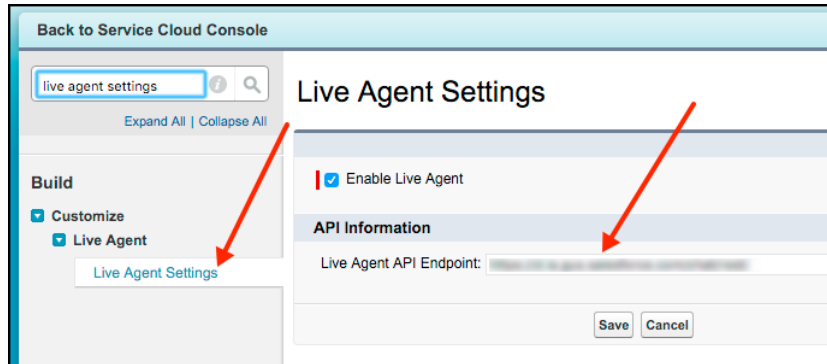 Back to Service Cloud Console
live agent settings
Expand All | Collapse All
Build
Customize
Live Agent
Live Agent Settings
Live Agent Settings
Enable Live Agent
API Information
Live Agent API Endpoint:
Save Cancel